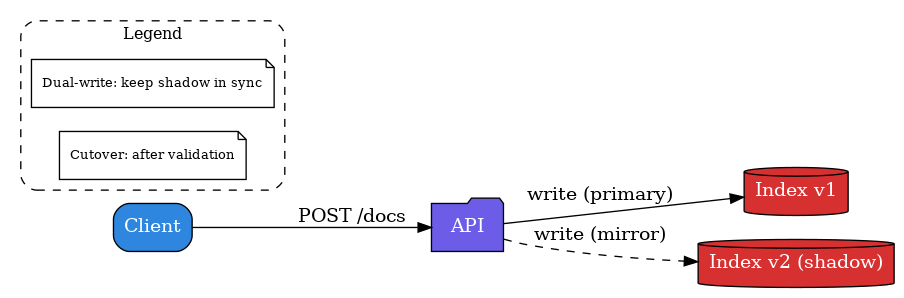 Legend
Dual-write: keep shadow in sync
Cutover: after validation
Client
POST /docs
API
write (primary)
write (mirror)
Index v1
Index v2 (shadow)